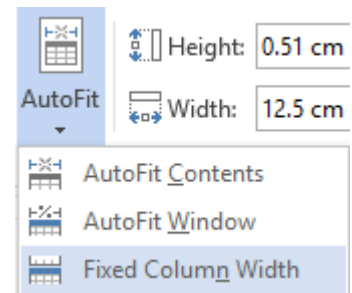 Height: 0.51 cm
AutoFit
Width: 12.5 cm
AutoFit Contents
AutoFit Window
Fixed Column Width